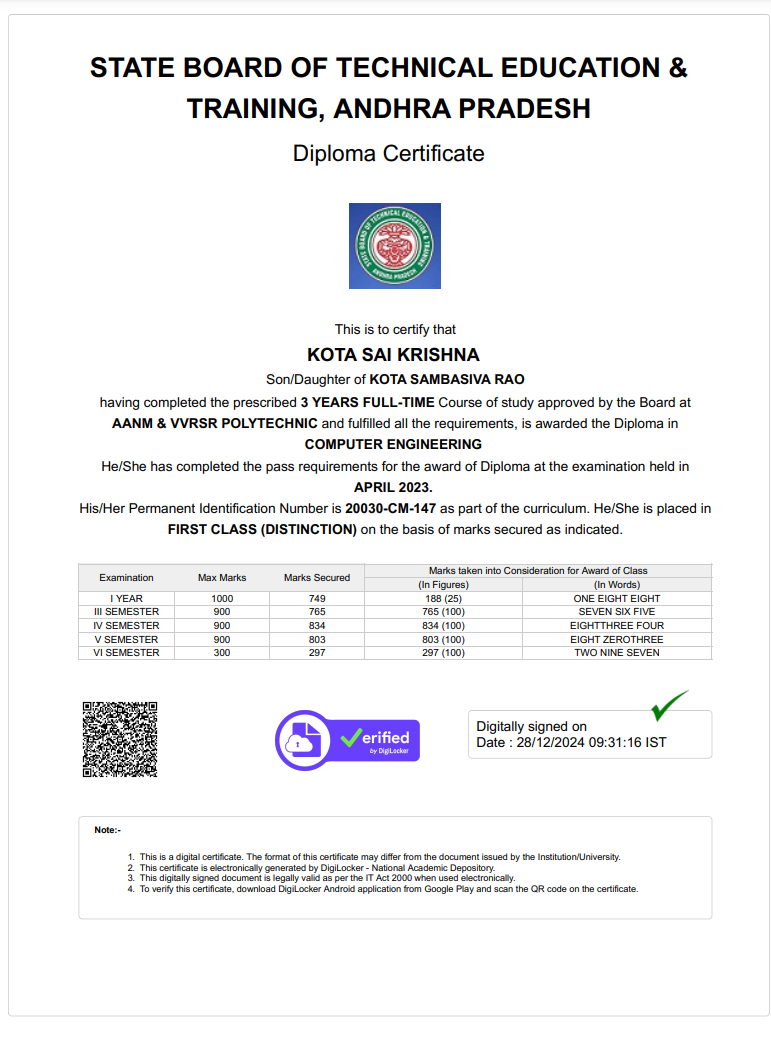 STATE BOARD OF TECHNICAL EDUCATION &
TRAINING, ANDHRA PRADESH
Diploma Certificate
STATE BOARD OF TECHNICAL EDUCATION & TRAINING
ANDHRA PRADESH
This is to certify that
KOTA SAI KRISHNA
Son/Daughter of KOTA SAMBASIVA RAO
having completed the prescribed 3 YEARS FULL-TIME Course of study approved by the Board at
AANM & VVRSR POLYTECHNIC and fulfilled all the requirements, is awarded the Diploma in
COMPUTER ENGINEERING
He/She has completed the pass requirements for the award of Diploma at the examination held in
APRIL 2023.
His/Her Permanent Identification Number is 20030-CM-147 as part of the curriculum. He/She is placed in
FIRST CLASS (DISTINCTION) on the basis of marks secured as indicated.
Examination Max Marks Marks Secured Marks taken into Consideration for Award of Class
(In Figures) (In Words)
I YEAR 1000 749 188 (25) ONE EIGHT EIGHT
III SEMESTER 900 765 765 (100) SEVEN SIX FIVE
IV SEMESTER 900 834 834 (100) EIGHTTHREE FOUR
V SEMESTER 900 803 803 (100) EIGHT ZEROTHREE
VI SEMESTER 300 297 297 (100) TWO NINE SEVEN
erified
by DigiLocker
Digitally signed on
Date : 28/12/2024 09:31:16 IST
Note:-
1. This is a digital certificate. The format of this certificate may differ from the document issued by the Institution/University.
2. This certificate is electronically generated by DigiLocker - National Academic Depository.
3. This digitally signed document is legally valid as per the IT Act 2000 when used electronically.
4. To verify this certificate, download DigiLocker Android application from Google Play and scan the QR code on the certificate.